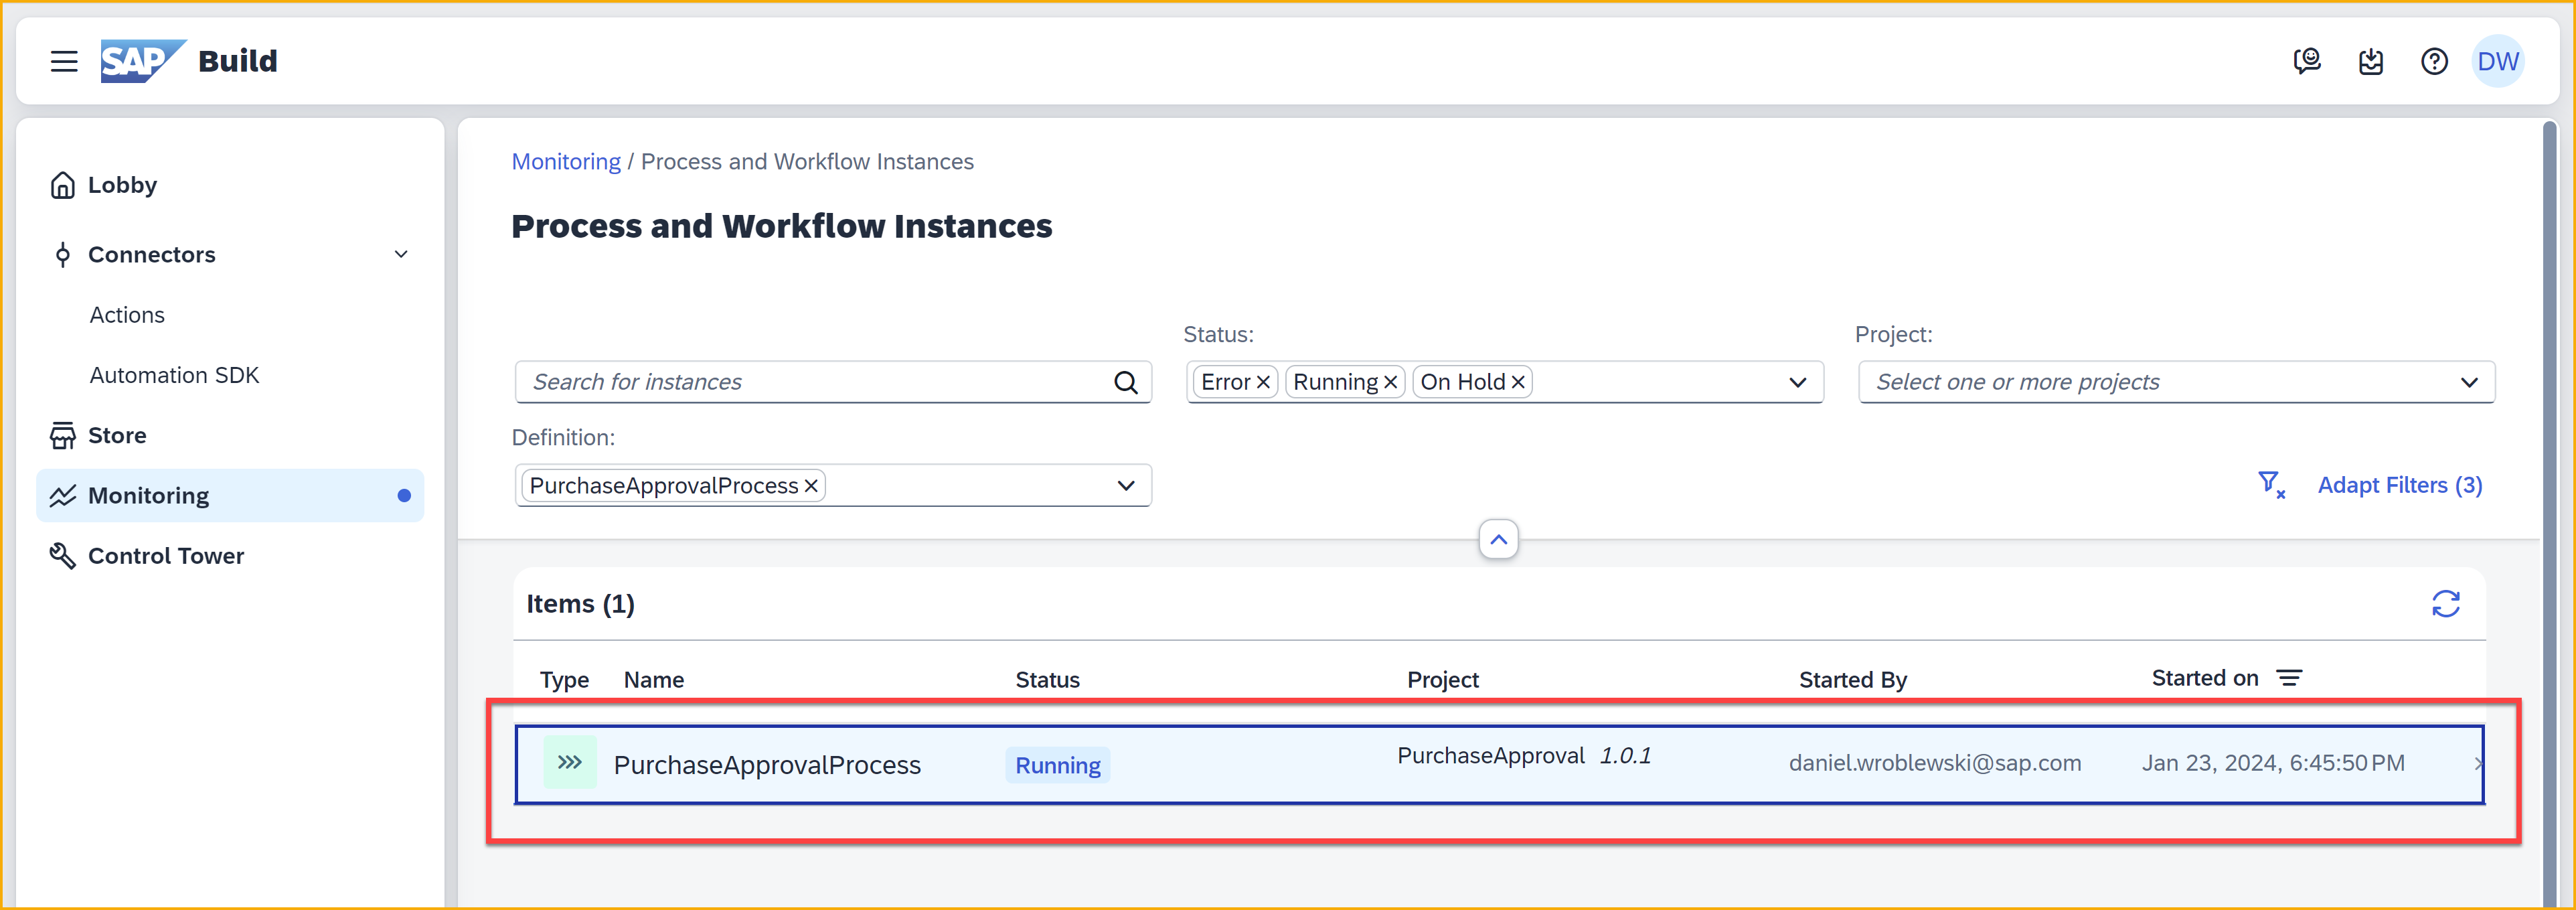 SAP Build
DW
Lobby
Connectors
Actions
Automation SDK
Store
Monitoring
Control Tower
Monitoring / Process and Workflow Instances
Process and Workflow Instances
Search for instances
Status:
Error Running On Hold
Project:
Select one or more projects
Definition:
PurchaseApprovalProcess
Adapt Filters (3)
Items (1)
Type Name Status Project Started By Started on
PurchaseApprovalProcess Running PurchaseApproval 1.0.1 daniel.wroblewski@sap.com Jan 23, 2024, 6:45:50 PM